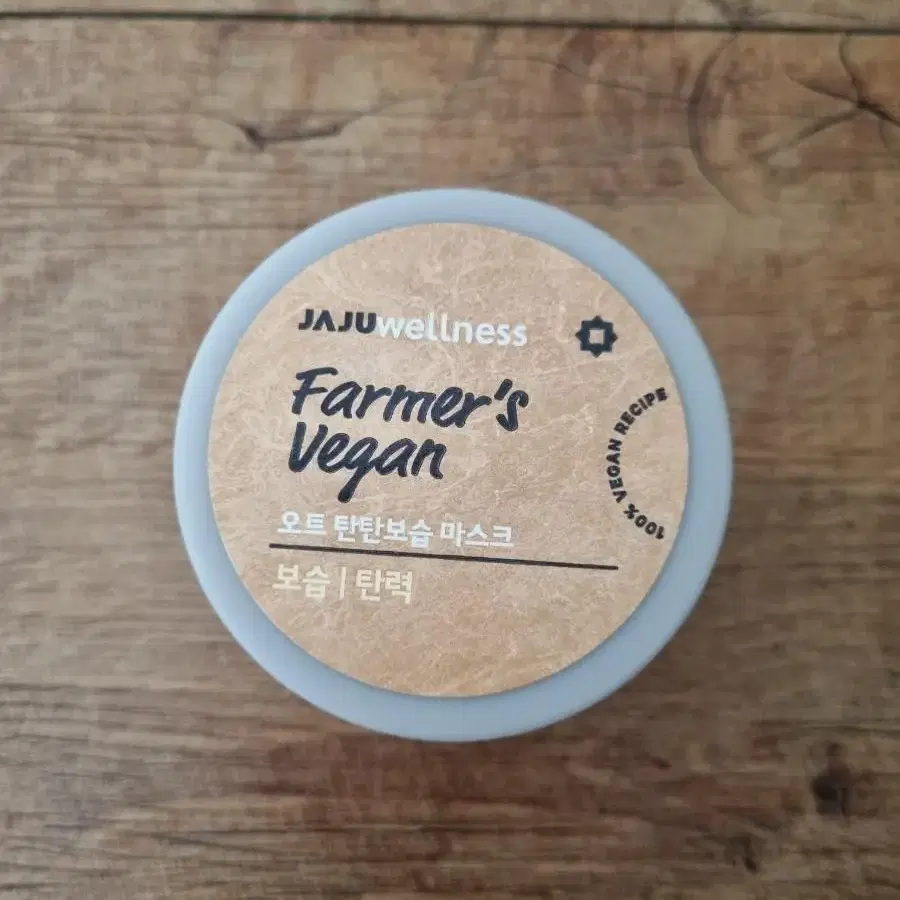 JAJUwellness
Farmer's
Vegan
오트 탄탄보습 마스크
보습 | 탄력
100% VEGAN RECIPE